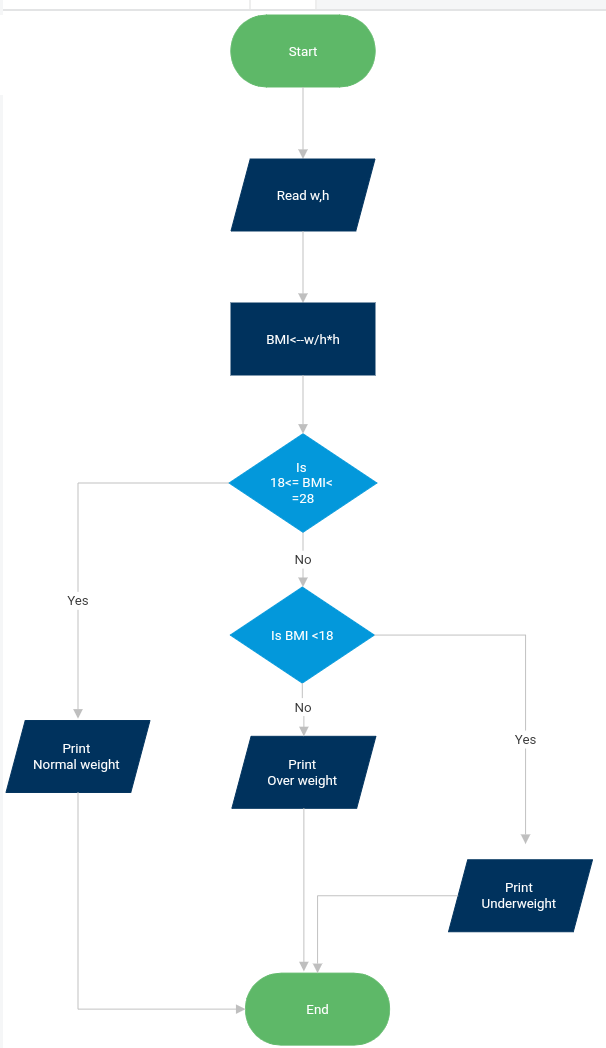 Start
Read w,h
BMI<--w/h*h
Is
18<= BMI<
=28
No
Yes
Is BMI <18
No
Yes
Print
Normal weight
Print
Over weight
Print
Underweight
End